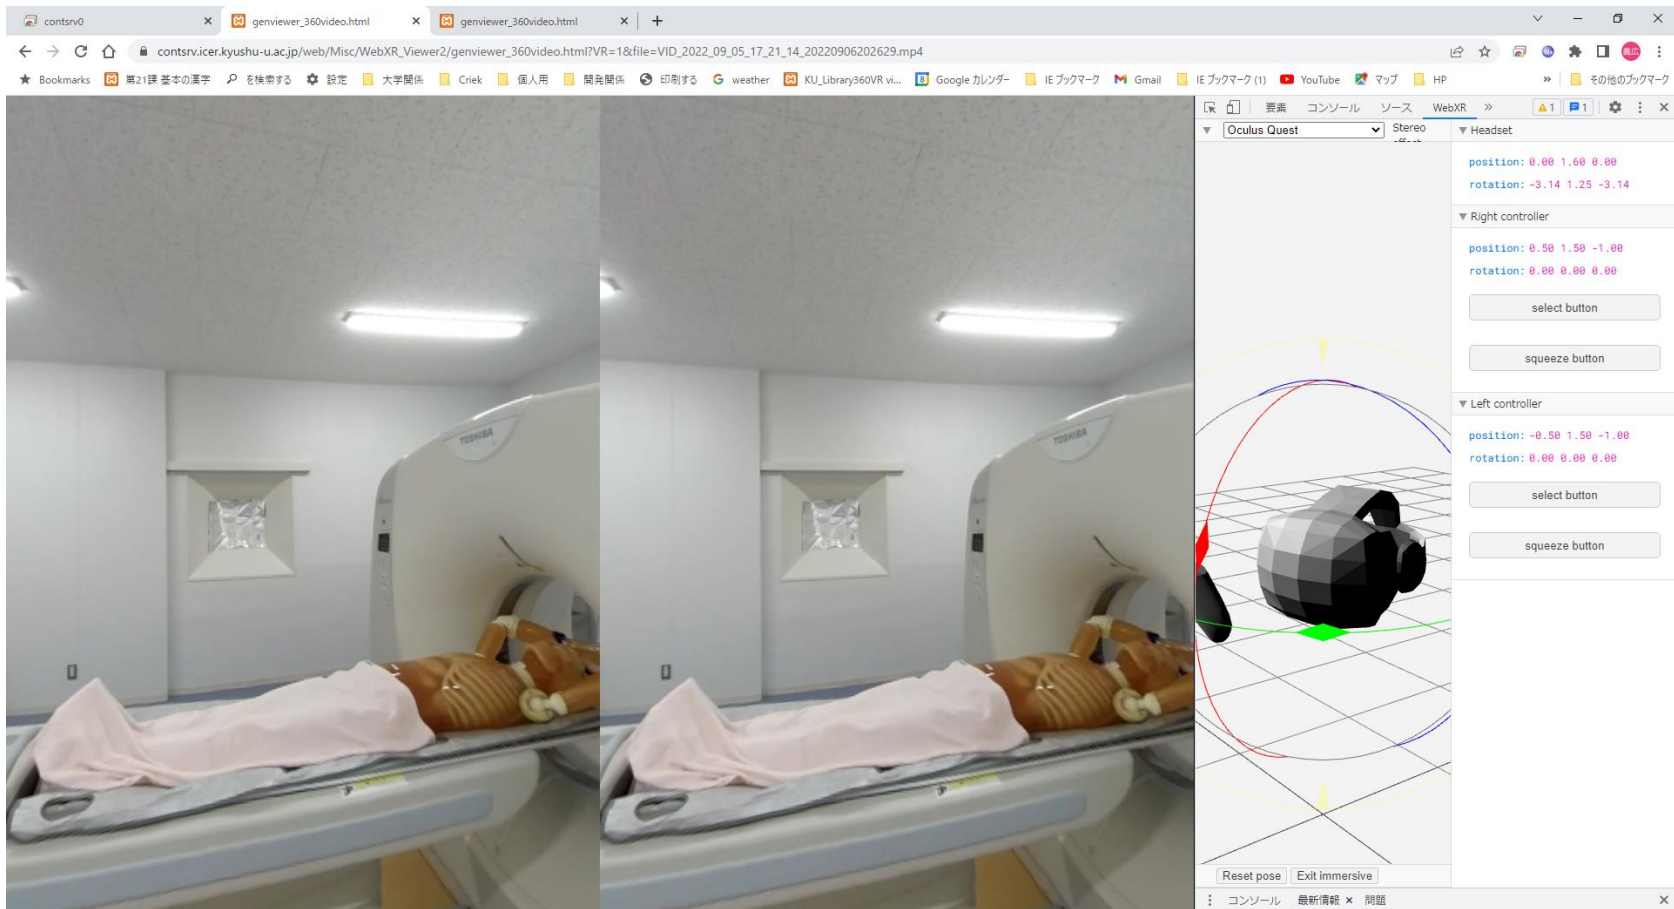 contsrv0
genviewer_360video.html
genviewer_360video.html
contsrv.icer.kyushu-u.ac.jp/web/Misc/WebXR_Viewer2/genviewer_360video.html?VR=1&file=VID_2022_09_05_17_21_14_20220906202629.mp4
Bookmarks 第21課 基本の漢字 を検索する 設定 大学関係 Criek 個人用 開発関係 印刷する weather KU_Library360VR vi... Google カレンダー IE ブックマーク Gmail IE ブックマーク (1) YouTube マップ HP » その他のブックマーク
要素 コンソール ソース WebXR » 1 1
Oculus Quest Stereo
Headset
position: 0.00 1.60 0.00
rotation: -3.14 1.25 -3.14
Right controller
position: 0.50 1.50 -1.00
rotation: 0.00 0.00 0.00
select button
squeeze button
Left controller
position: -0.50 1.50 -1.00
rotation: 0.00 0.00 0.00
select button
squeeze button
TOSHIBA
TOSHIBA
Reset pose Exit immersive
コンソール 最新情報 問題